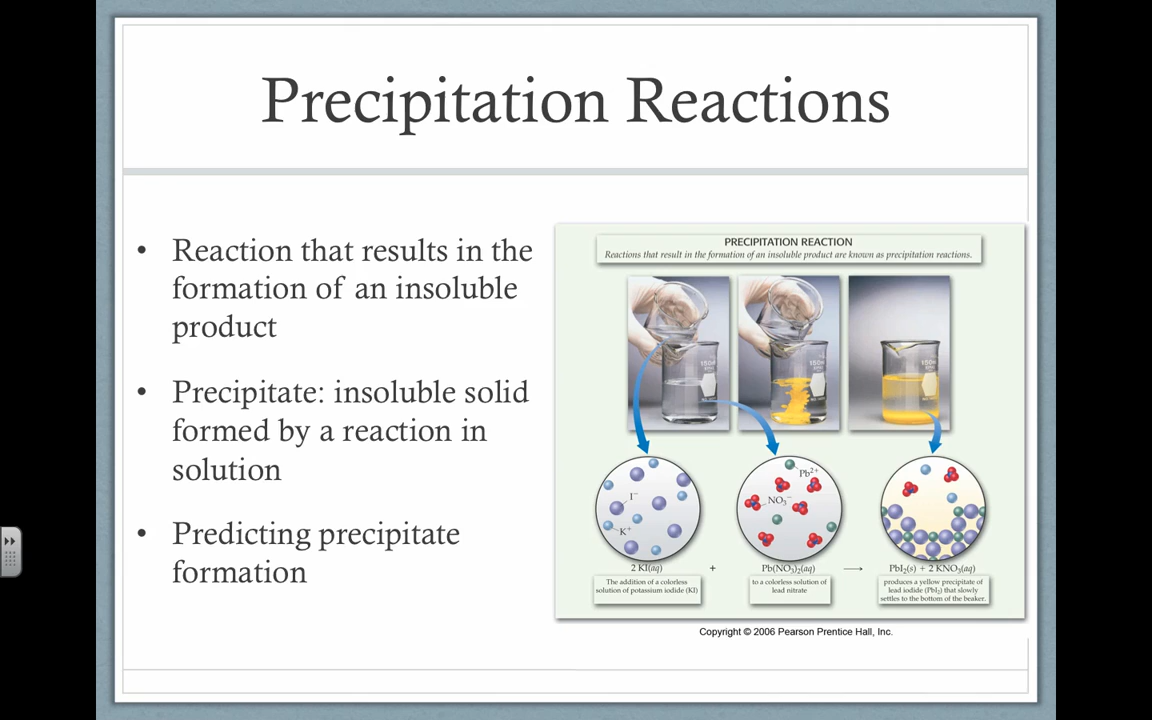 Precipitation Reactions
• Reaction that results in the
formation of an insoluble
product
• Precipitate: insoluble solid
formed by a reaction in
solution
• Predicting precipitate
formation
PRECIPITATION REACTION
Reactions that result in the formation of an insoluble product are known as precipitation reactions.
150
150
150
I⁻
K⁺
Pb²⁺
NO₃⁻
2 KI(aq) + Pb(NO₃)₂(aq) ⟶ PbI₂(s) + 2 KNO₃(aq)
The addition of a colorless
solution of potassium iodide (KI)
to a colorless solution of
lead nitrate
produces a yellow precipitate of
lead iodide (PbI₂) that slowly
settles to the bottom of the beaker.
Copyright © 2006 Pearson Prentice Hall, Inc.